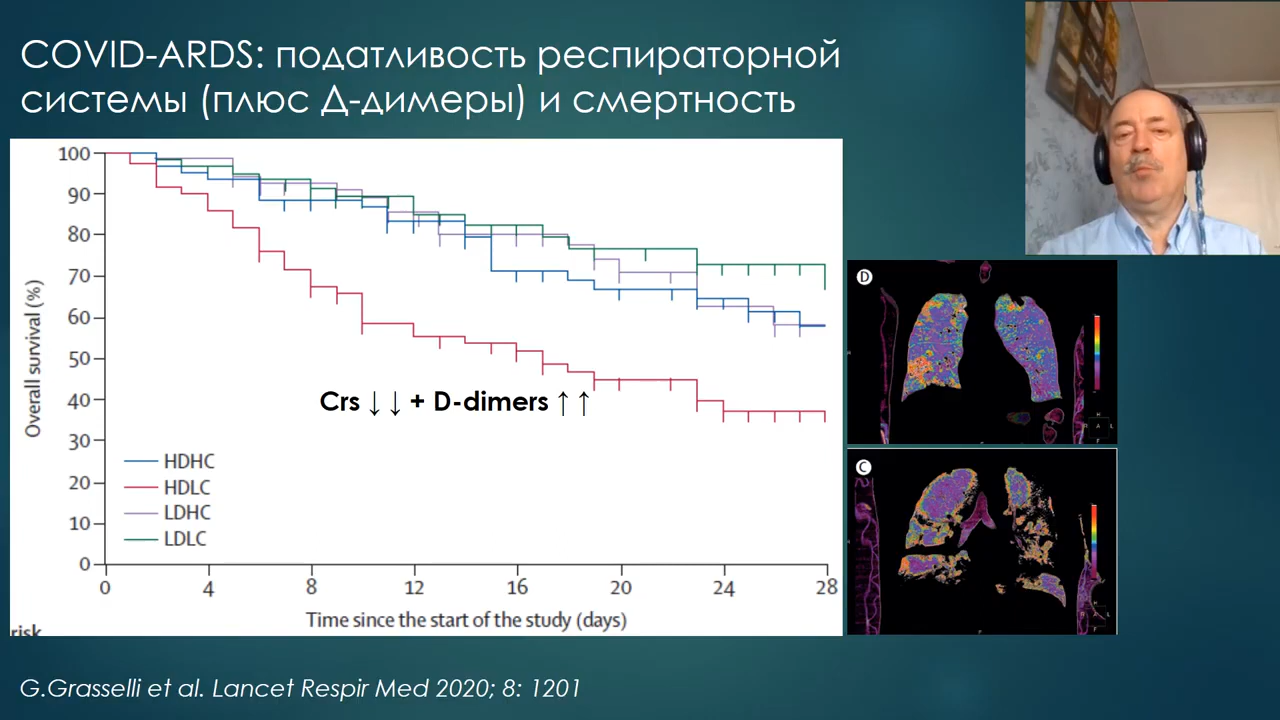 COVID-ARDS: податливость респираторной
системы (плюс Д-димеры) и смертность
100
90
80
70
60
50
40
30
20
10
0
Overall survival (%)
Crs ↓↓ + D-dimers ↑↑
HDHC
HDLC
LDHC
LDLC
0 4 8 12 16 20 24 28
Time since the start of the study (days)
risk
D
C
G.Grasselli et al. Lancet Respir Med 2020; 8: 1201